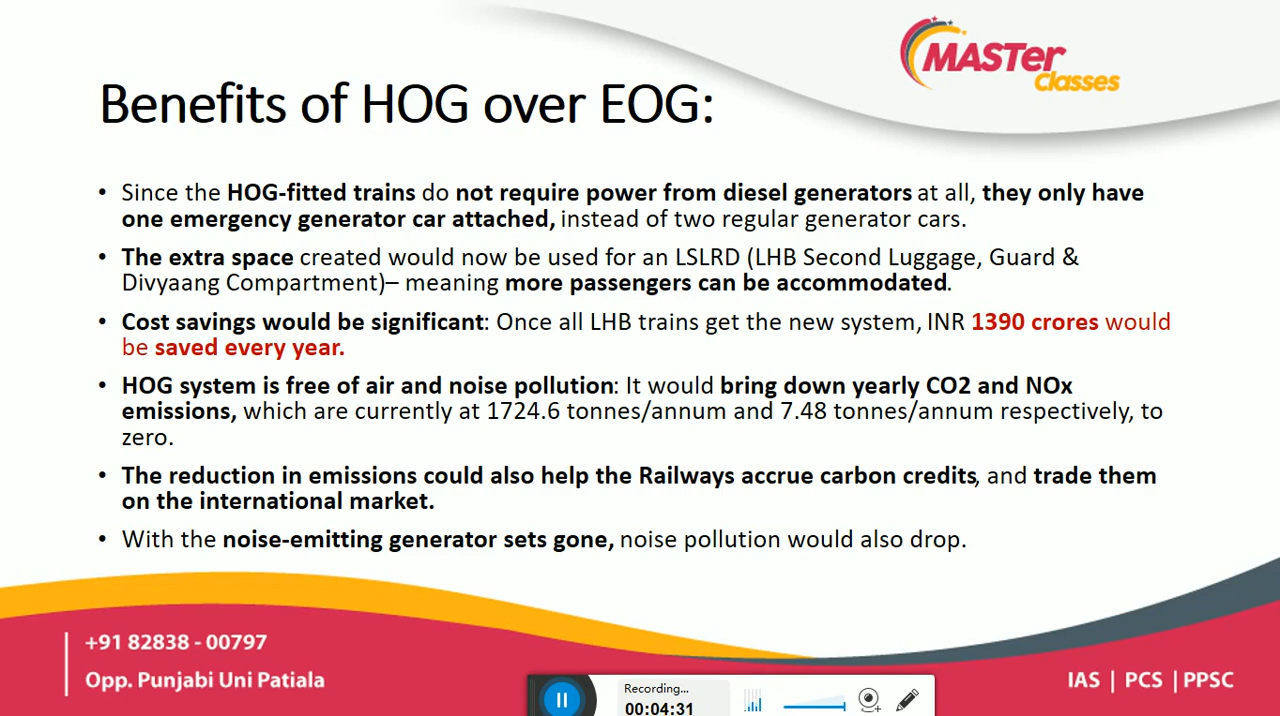 MASTer
Classes
Benefits of HOG over EOG:
• Since the HOG-fitted trains do not require power from diesel generators at all, they only have
one emergency generator car attached, instead of two regular generator cars.
• The extra space created would now be used for an LSLRD (LHB Second Luggage, Guard &
Divyaang Compartment)– meaning more passengers can be accommodated.
• Cost savings would be significant: Once all LHB trains get the new system, INR 1390 crores would
be saved every year.
• HOG system is free of air and noise pollution: It would bring down yearly CO2 and NOx
emissions, which are currently at 1724.6 tonnes/annum and 7.48 tonnes/annum respectively, to
zero.
• The reduction in emissions could also help the Railways accrue carbon credits, and trade them
on the international market.
• With the noise-emitting generator sets gone, noise pollution would also drop.
+91 82838 - 00797
Opp. Punjabi Uni Patiala
IAS | PCS | PPSC
Recording...
00:04:31